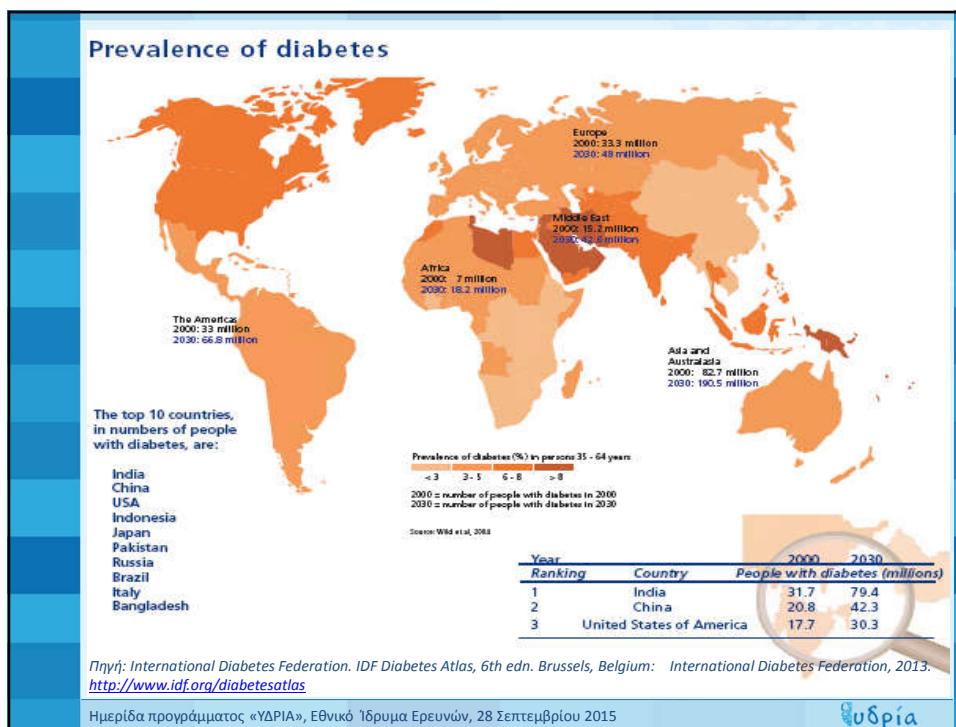 Prevalence of diabetes
Europe
2000: 33.3 million
2030: 48 million
Middle East
2000: 15.2 million
2030: 42.6 million
Africa
2000: 7 million
2030: 18.2 million
The Americas
2000: 33 million
2030: 66.8 million
Asia and
Australasia
2000: 82.7 million
2030: 190.5 million
The top 10 countries,
in numbers of people
with diabetes, are:
India
China
USA
Indonesia
Japan
Pakistan
Russia
Brazil
Italy
Bangladesh
Prevalence of diabetes (%) in persons 35 - 64 years
< 3 3 - 5 6 - 8 > 8
2000 = number of people with diabetes in 2000
2030 = number of people with diabetes in 2030
Source: Wild et al, 2004
Year 2000 2030
Ranking Country People with diabetes (millions)
1 India 31.7 79.4
2 China 20.8 42.3
3 United States of America 17.7 30.3
Πηγή: International Diabetes Federation. IDF Diabetes Atlas, 6th edn. Brussels, Belgium: International Diabetes Federation, 2013.
http://www.idf.org/diabetesatlas
Ημερίδα προγράμματος «ΥΔΡΙΑ», Εθνικό Ίδρυμα Ερευνών, 28 Σεπτεμβρίου 2015
υδρία